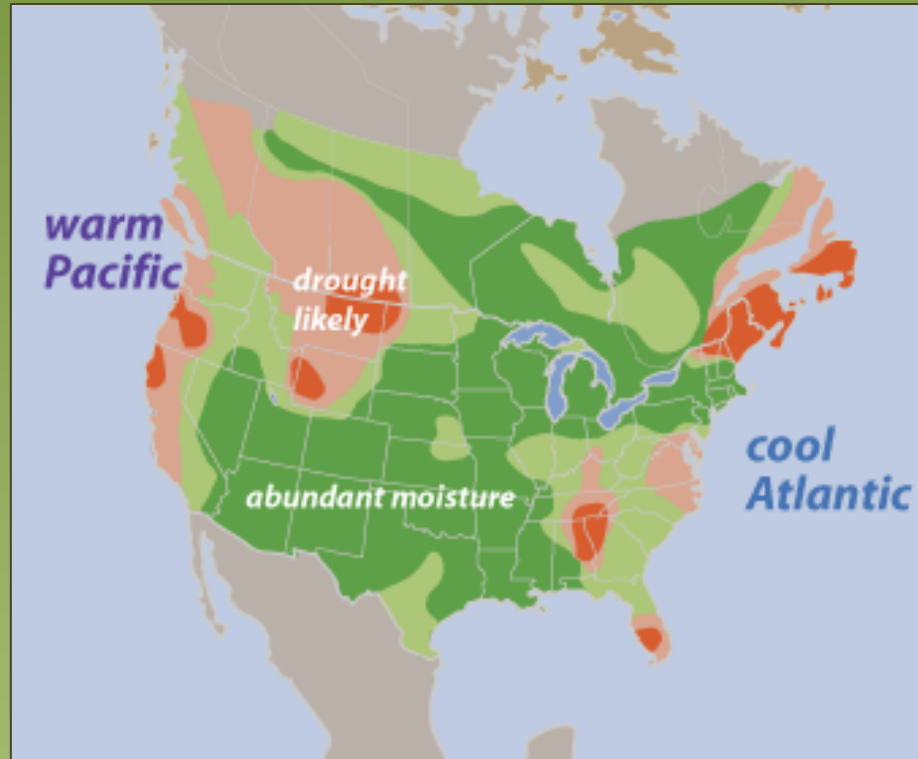 warm
Pacific
drought
likely
abundant moisture
cool
Atlantic